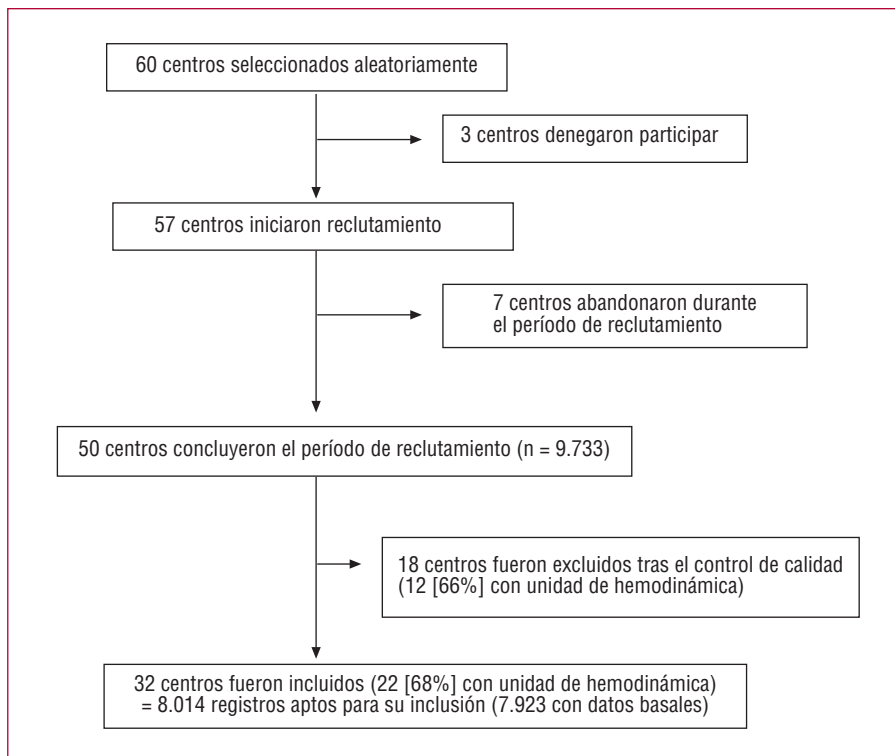 60 centros seleccionados aleatoriamente
3 centros denegaron participar
57 centros iniciaron reclutamiento
7 centros abandonaron durante
el período de reclutamiento
50 centros concluyeron el período de reclutamiento (n = 9.733)
18 centros fueron excluidos tras el control de calidad
(12 [66%] con unidad de hemodinámica)
32 centros fueron incluidos (22 [68%] con unidad de hemodinámica)
= 8.014 registros aptos para su inclusión (7.923 con datos basales)